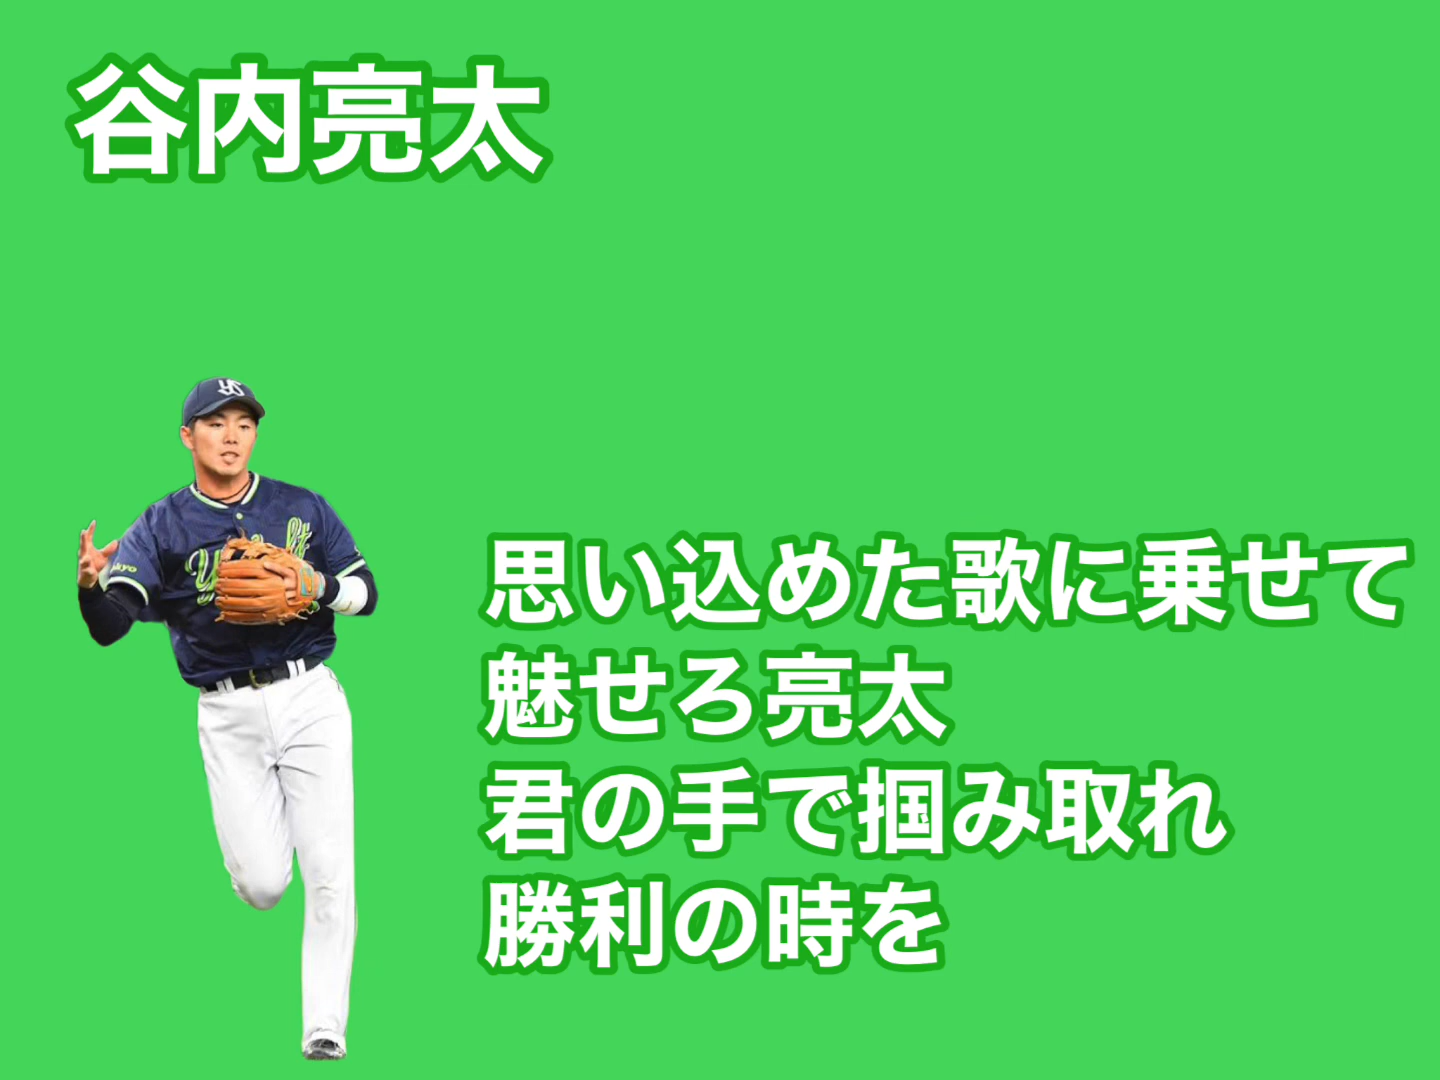 谷内亮太
思い込めた歌に乗せて
魅せろ亮太
君の手で掴み取れ
勝利の時を